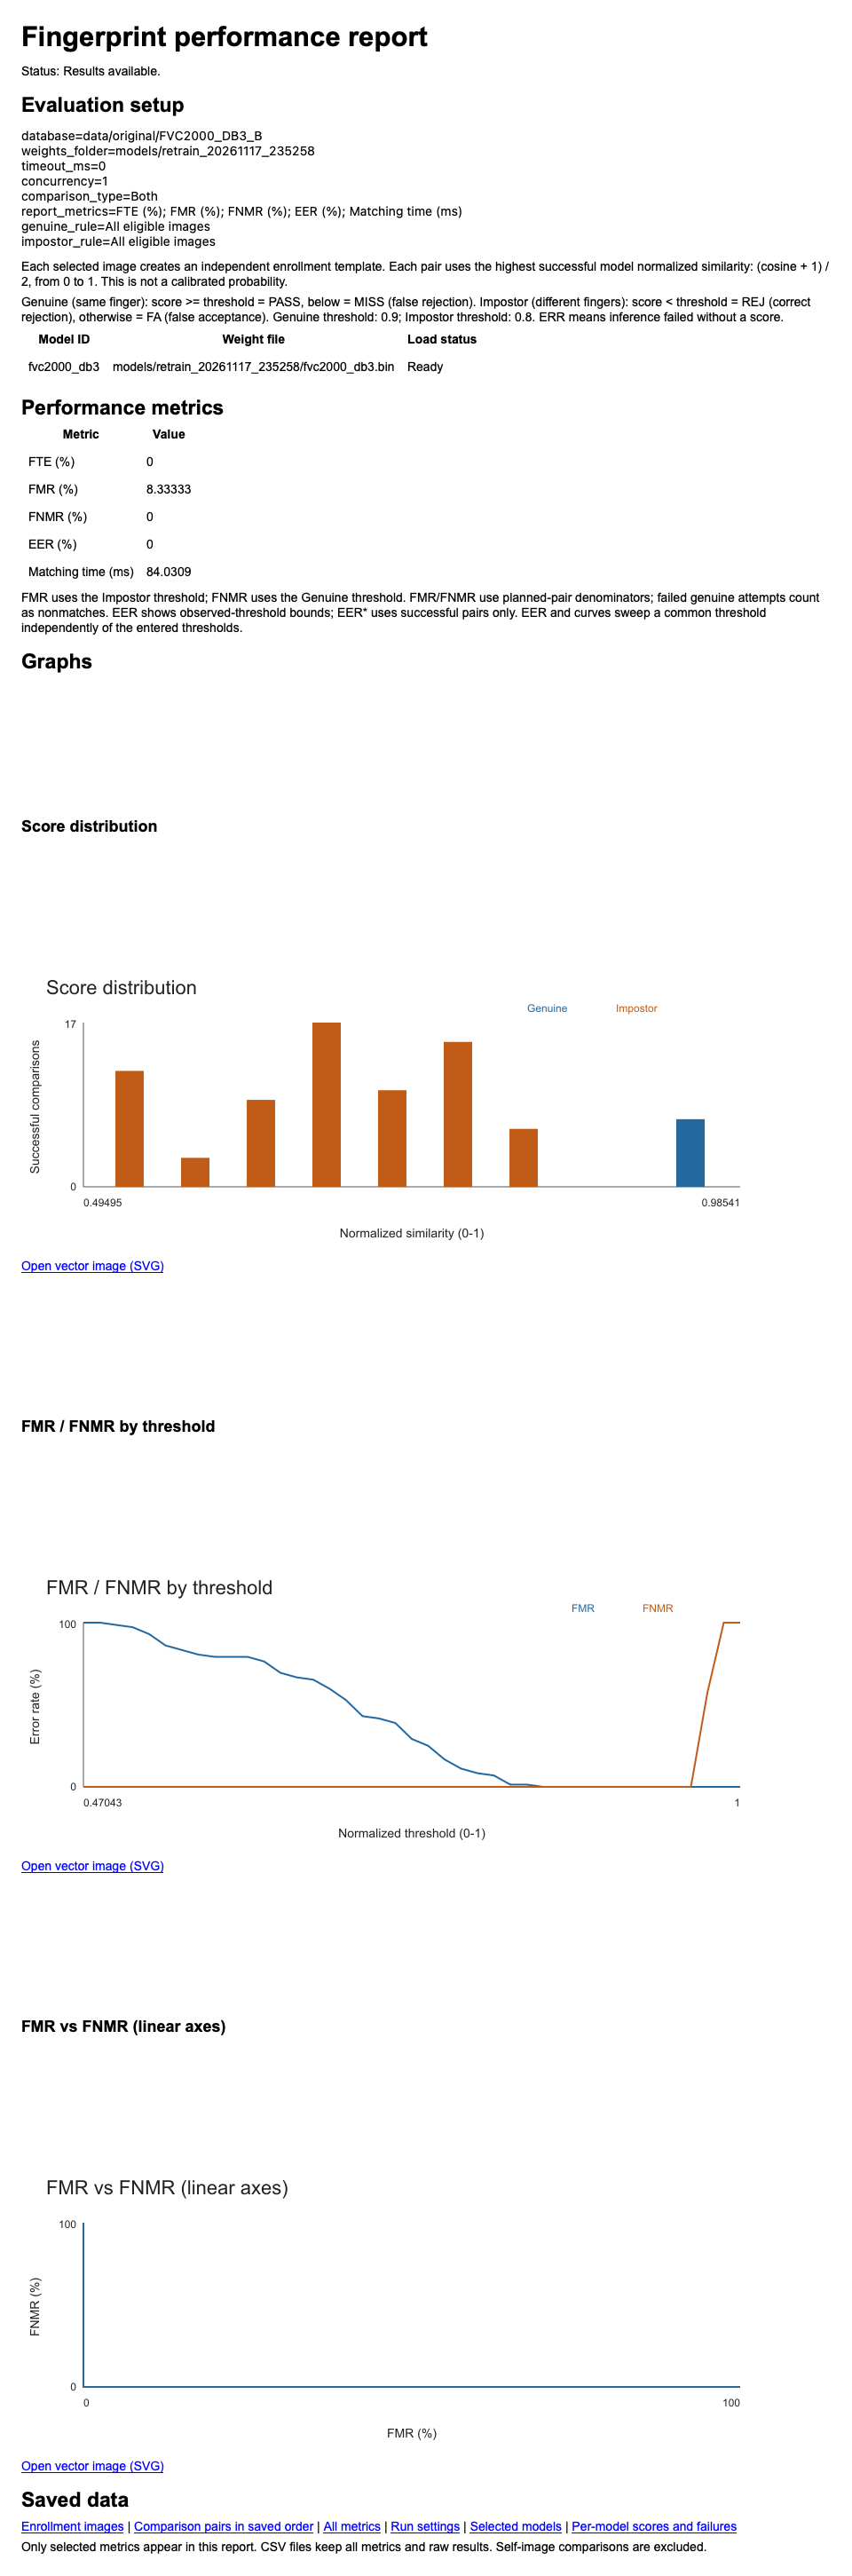 Fingerprint performance report
Status: Results available.
Evaluation setup
database=data/original/FVC2000_DB3_B
weights_folder=models/retrain_20261117_235258
timeout_ms=0
concurrency=1
comparison_type=Both
report_metrics=FTE (%); FMR (%); FNMR (%); EER (%); Matching time (ms)
genuine_rule=All eligible images
impostor_rule=All eligible images
Each selected image creates an independent enrollment template. Each pair uses the highest successful model normalized similarity: (cosine + 1) /
2, from 0 to 1. This is not a calibrated probability.
Genuine (same finger): score >= threshold = PASS, below = MISS (false rejection). Impostor (different fingers): score < threshold = REJ (correct
rejection), otherwise = FA (false acceptance). Genuine threshold: 0.9; Impostor threshold: 0.8. ERR means inference failed without a score.
Model ID Weight file Load status
fvc2000_db3 models/retrain_20261117_235258/fvc2000_db3.bin Ready
Performance metrics
Metric Value
FTE (%) 0
FMR (%) 8.33333
FNMR (%) 0
EER (%) 0
Matching time (ms) 84.0309
FMR uses the Impostor threshold; FNMR uses the Genuine threshold. FMR/FNMR use planned-pair denominators; failed genuine attempts count
as nonmatches. EER shows observed-threshold bounds; EER* uses successful pairs only. EER and curves sweep a common threshold
independently of the entered thresholds.
Graphs
Score distribution
Score distribution
Genuine Impostor
17
Successful comparisons
0
0.49495 0.98541
Normalized similarity (0-1)
Open vector image (SVG)
FMR / FNMR by threshold
FMR / FNMR by threshold
FMR FNMR
100
Error rate (%)
0
0.47043 1
Normalized threshold (0-1)
Open vector image (SVG)
FMR vs FNMR (linear axes)
FMR vs FNMR (linear axes)
100
FNMR (%)
0
0 100
FMR (%)
Open vector image (SVG)
Saved data
Enrollment images | Comparison pairs in saved order | All metrics | Run settings | Selected models | Per-model scores and failures
Only selected metrics appear in this report. CSV files keep all metrics and raw results. Self-image comparisons are excluded.